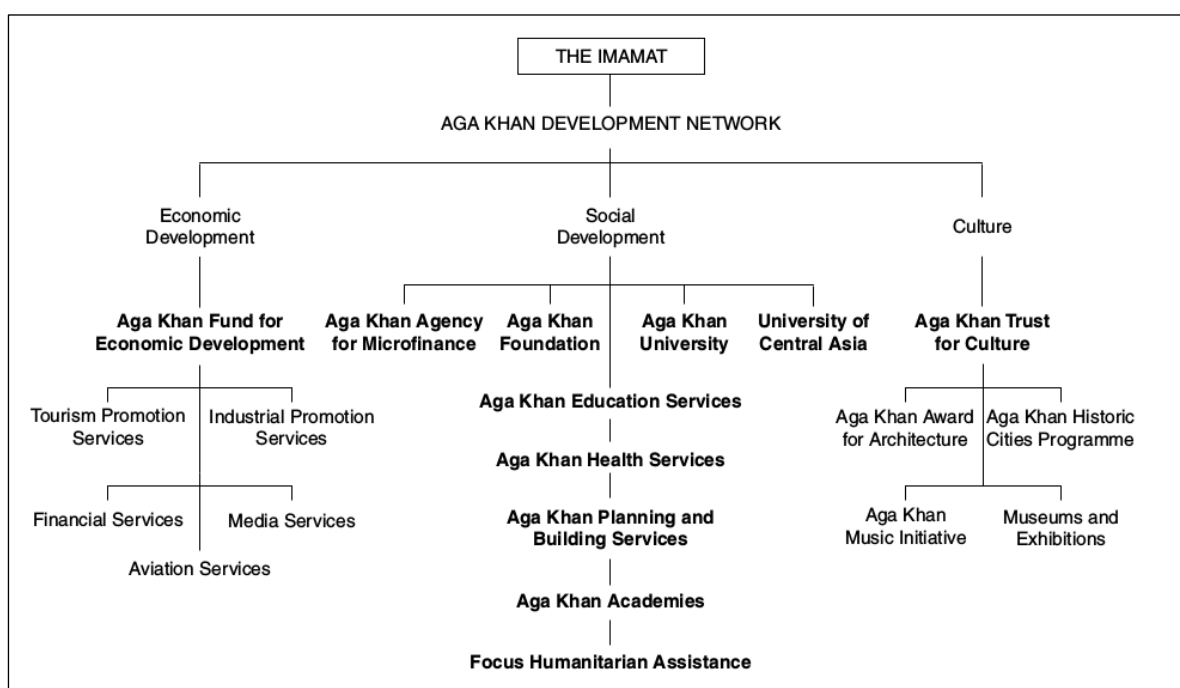 THE IMAMAT
AGA KHAN DEVELOPMENT NETWORK
Economic
Development
Social
Development
Culture
Aga Khan Fund for
Economic Development
Aga Khan Agency
for Microfinance
Aga Khan
Foundation
Aga Khan
University
University of
Central Asia
Aga Khan Trust
for Culture
Tourism Promotion
Services
Industrial Promotion
Services
Financial Services
Media Services
Aviation Services
Aga Khan Education Services
Aga Khan Health Services
Aga Khan Planning and
Building Services
Aga Khan Academies
Focus Humanitarian Assistance
Aga Khan Award
for Architecture
Aga Khan Historic
Cities Programme
Aga Khan
Music Initiative
Museums and
Exhibitions